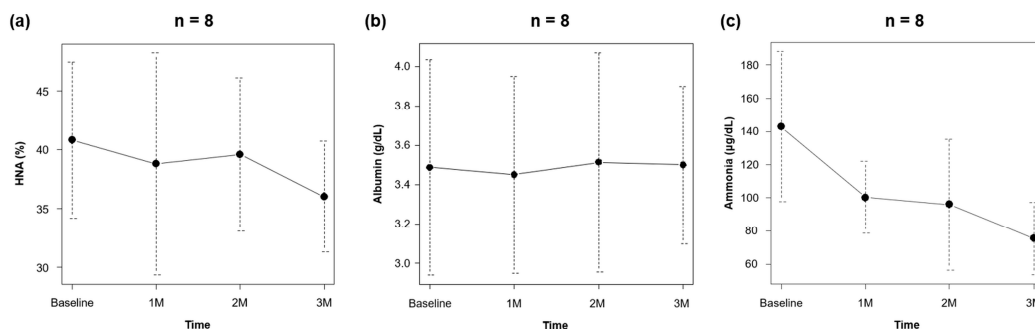 (a) n = 8
HNA (%)
45
40
35
30
Baseline 1M 2M 3M
Time
(b) n = 8
Albumin (g/dL)
4.0
3.8
3.6
3.4
3.2
3.0
Baseline 1M 2M 3M
Time
(c) n = 8
Ammonia (µg/dL)
180
160
140
120
100
80
60
Baseline 1M 2M 3M
Time